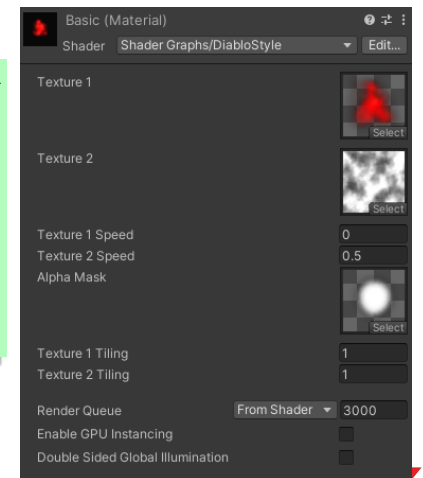 Basic (Material)
Shader Shader Graphs/DiabloStyle Edit...
Texture 1
Select
Texture 2
Select
Texture 1 Speed 0
Texture 2 Speed 0.5
Alpha Mask
Select
Texture 1 Tiling 1
Texture 2 Tiling 1
Render Queue From Shader 3000
Enable GPU Instancing
Double Sided Global Illumination